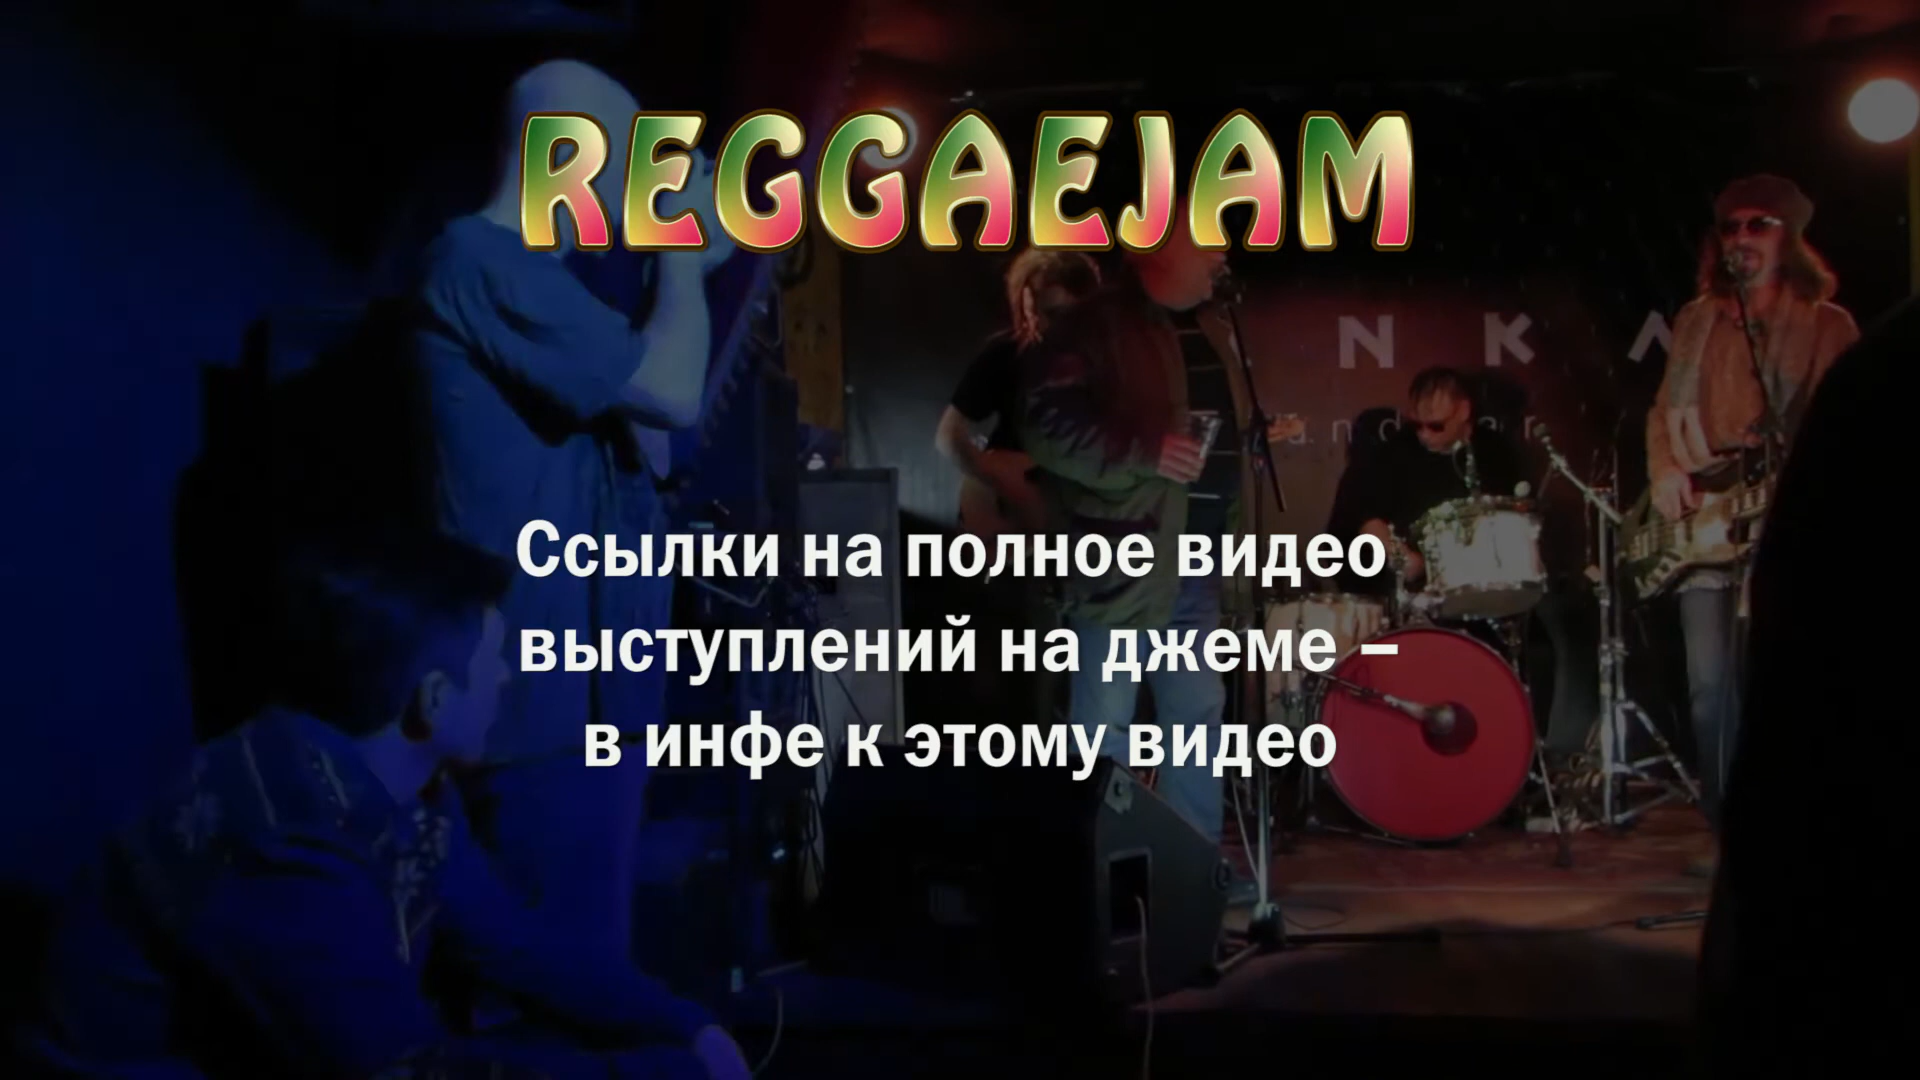 REGGAEJAM
N K
Ссылки на полное видео
выступлений на джеме –
в инфе к этому видео